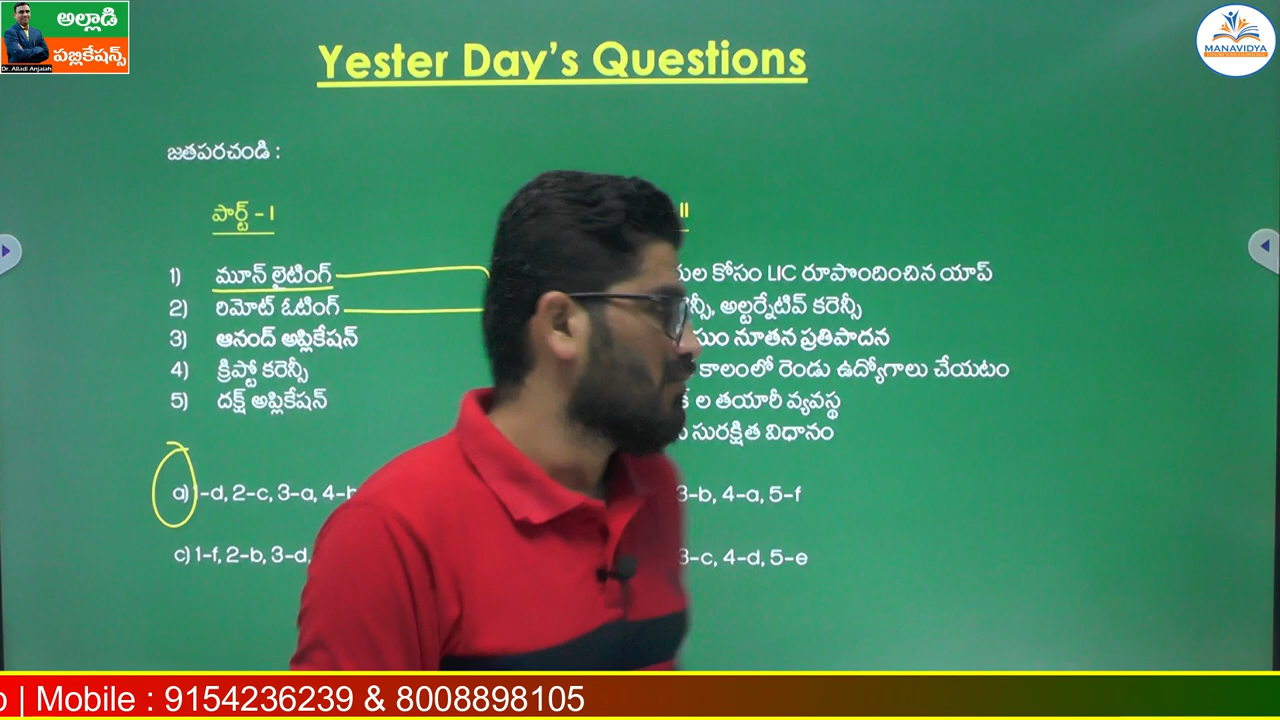 అల్లాడి
పబ్లికేషన్స్
Dr. Alladi Anjaiah
MANAVIDYA
Yester Day's Questions
జతపరచండి :
పార్ట్ - I
II
1) మూన్ లైటింగ్
కోసం LIC రూపొందించిన యాప్
2) రిమోట్ ఓటింగ్
అల్టర్నేటివ్ కరెన్సీ
3) ఆనంద్ అప్లికేషన్
నూతన ప్రతిపాదన
4) క్రిప్టో కరెన్సీ
కాలంలో రెండు ఉద్యోగాలు చేయటం
5) దక్ష్ అప్లికేషన్
ల తయారీ వ్యవస్థ
సురక్షిత విధానం
a) 1-d, 2-c, 3-a,
3-b, 4-a, 5-f
c) 1-f, 2-b, 3-d,
3-c, 4-d, 5-e
| Mobile : 9154236239 & 8008898105